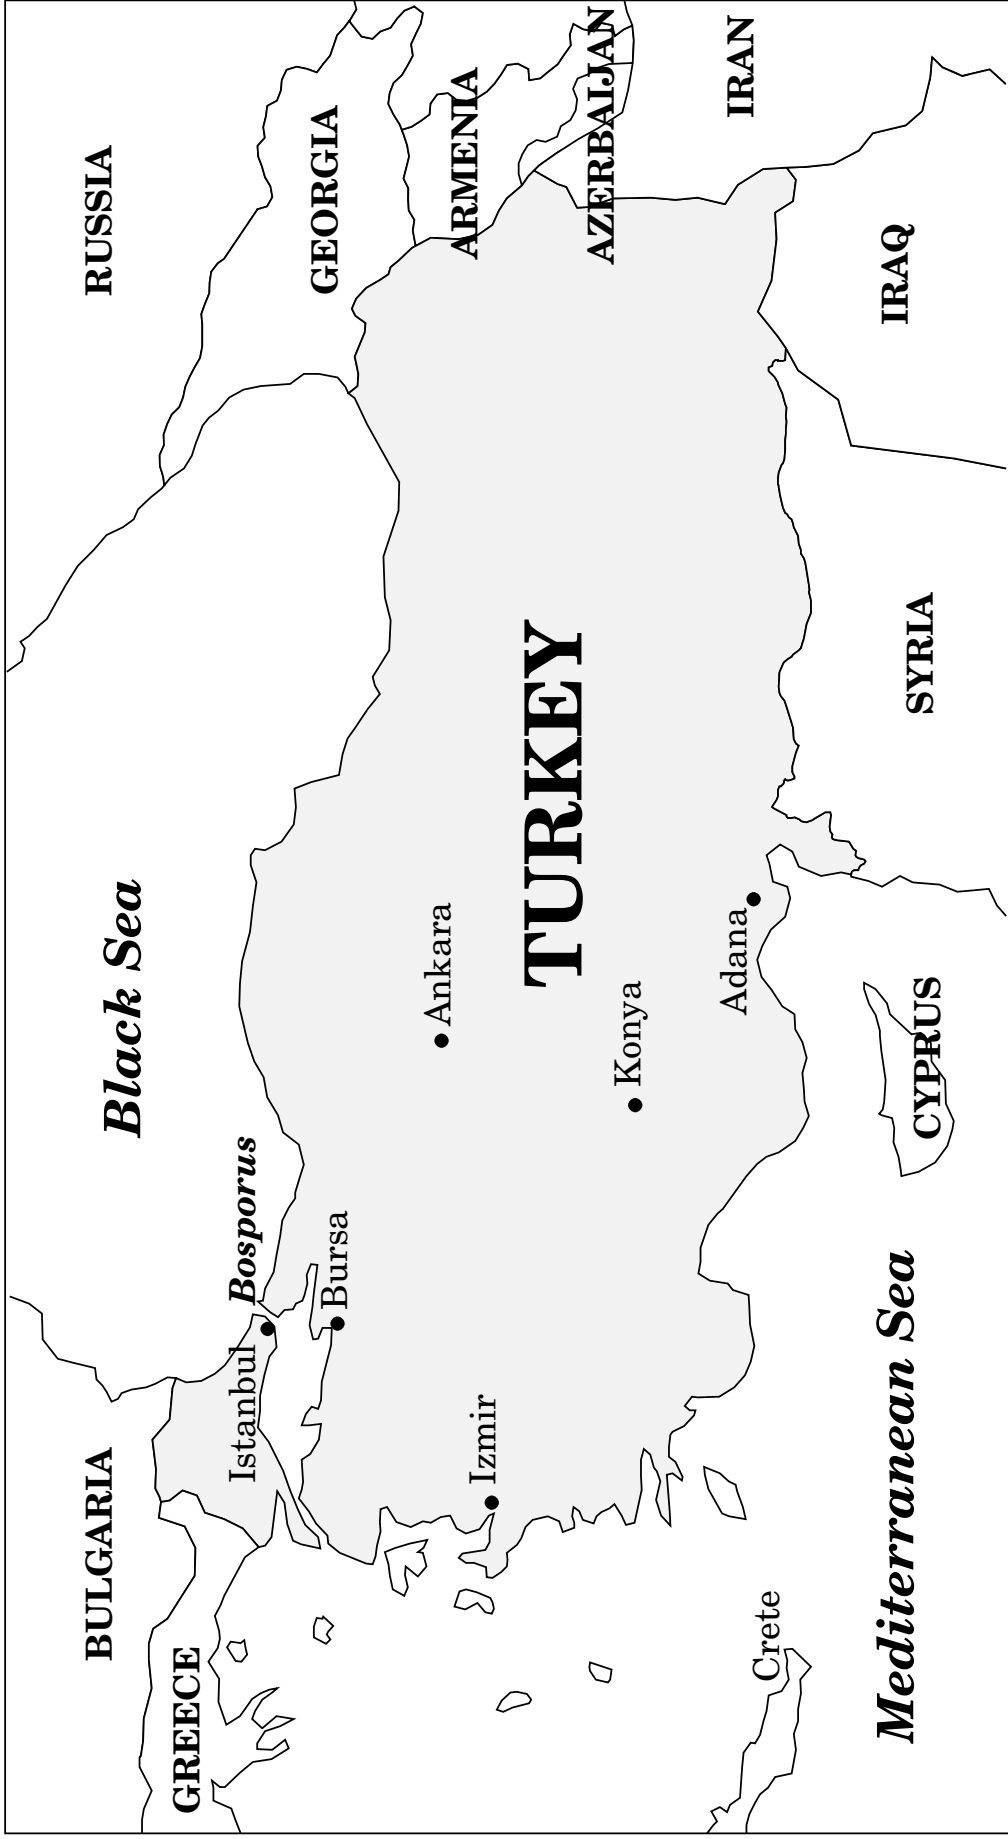 RUSSIA
BULGARIA
Black Sea
GREECE
Istanbul
Bosporus
GEORGIA
Bursa
Ankara
ARMENIA
Izmir
TURKEY
AZERBAIJAN
Konya
Adana
IRAN
Crete
Mediterranean Sea
IRAQ
SYRIA
CYPRUS